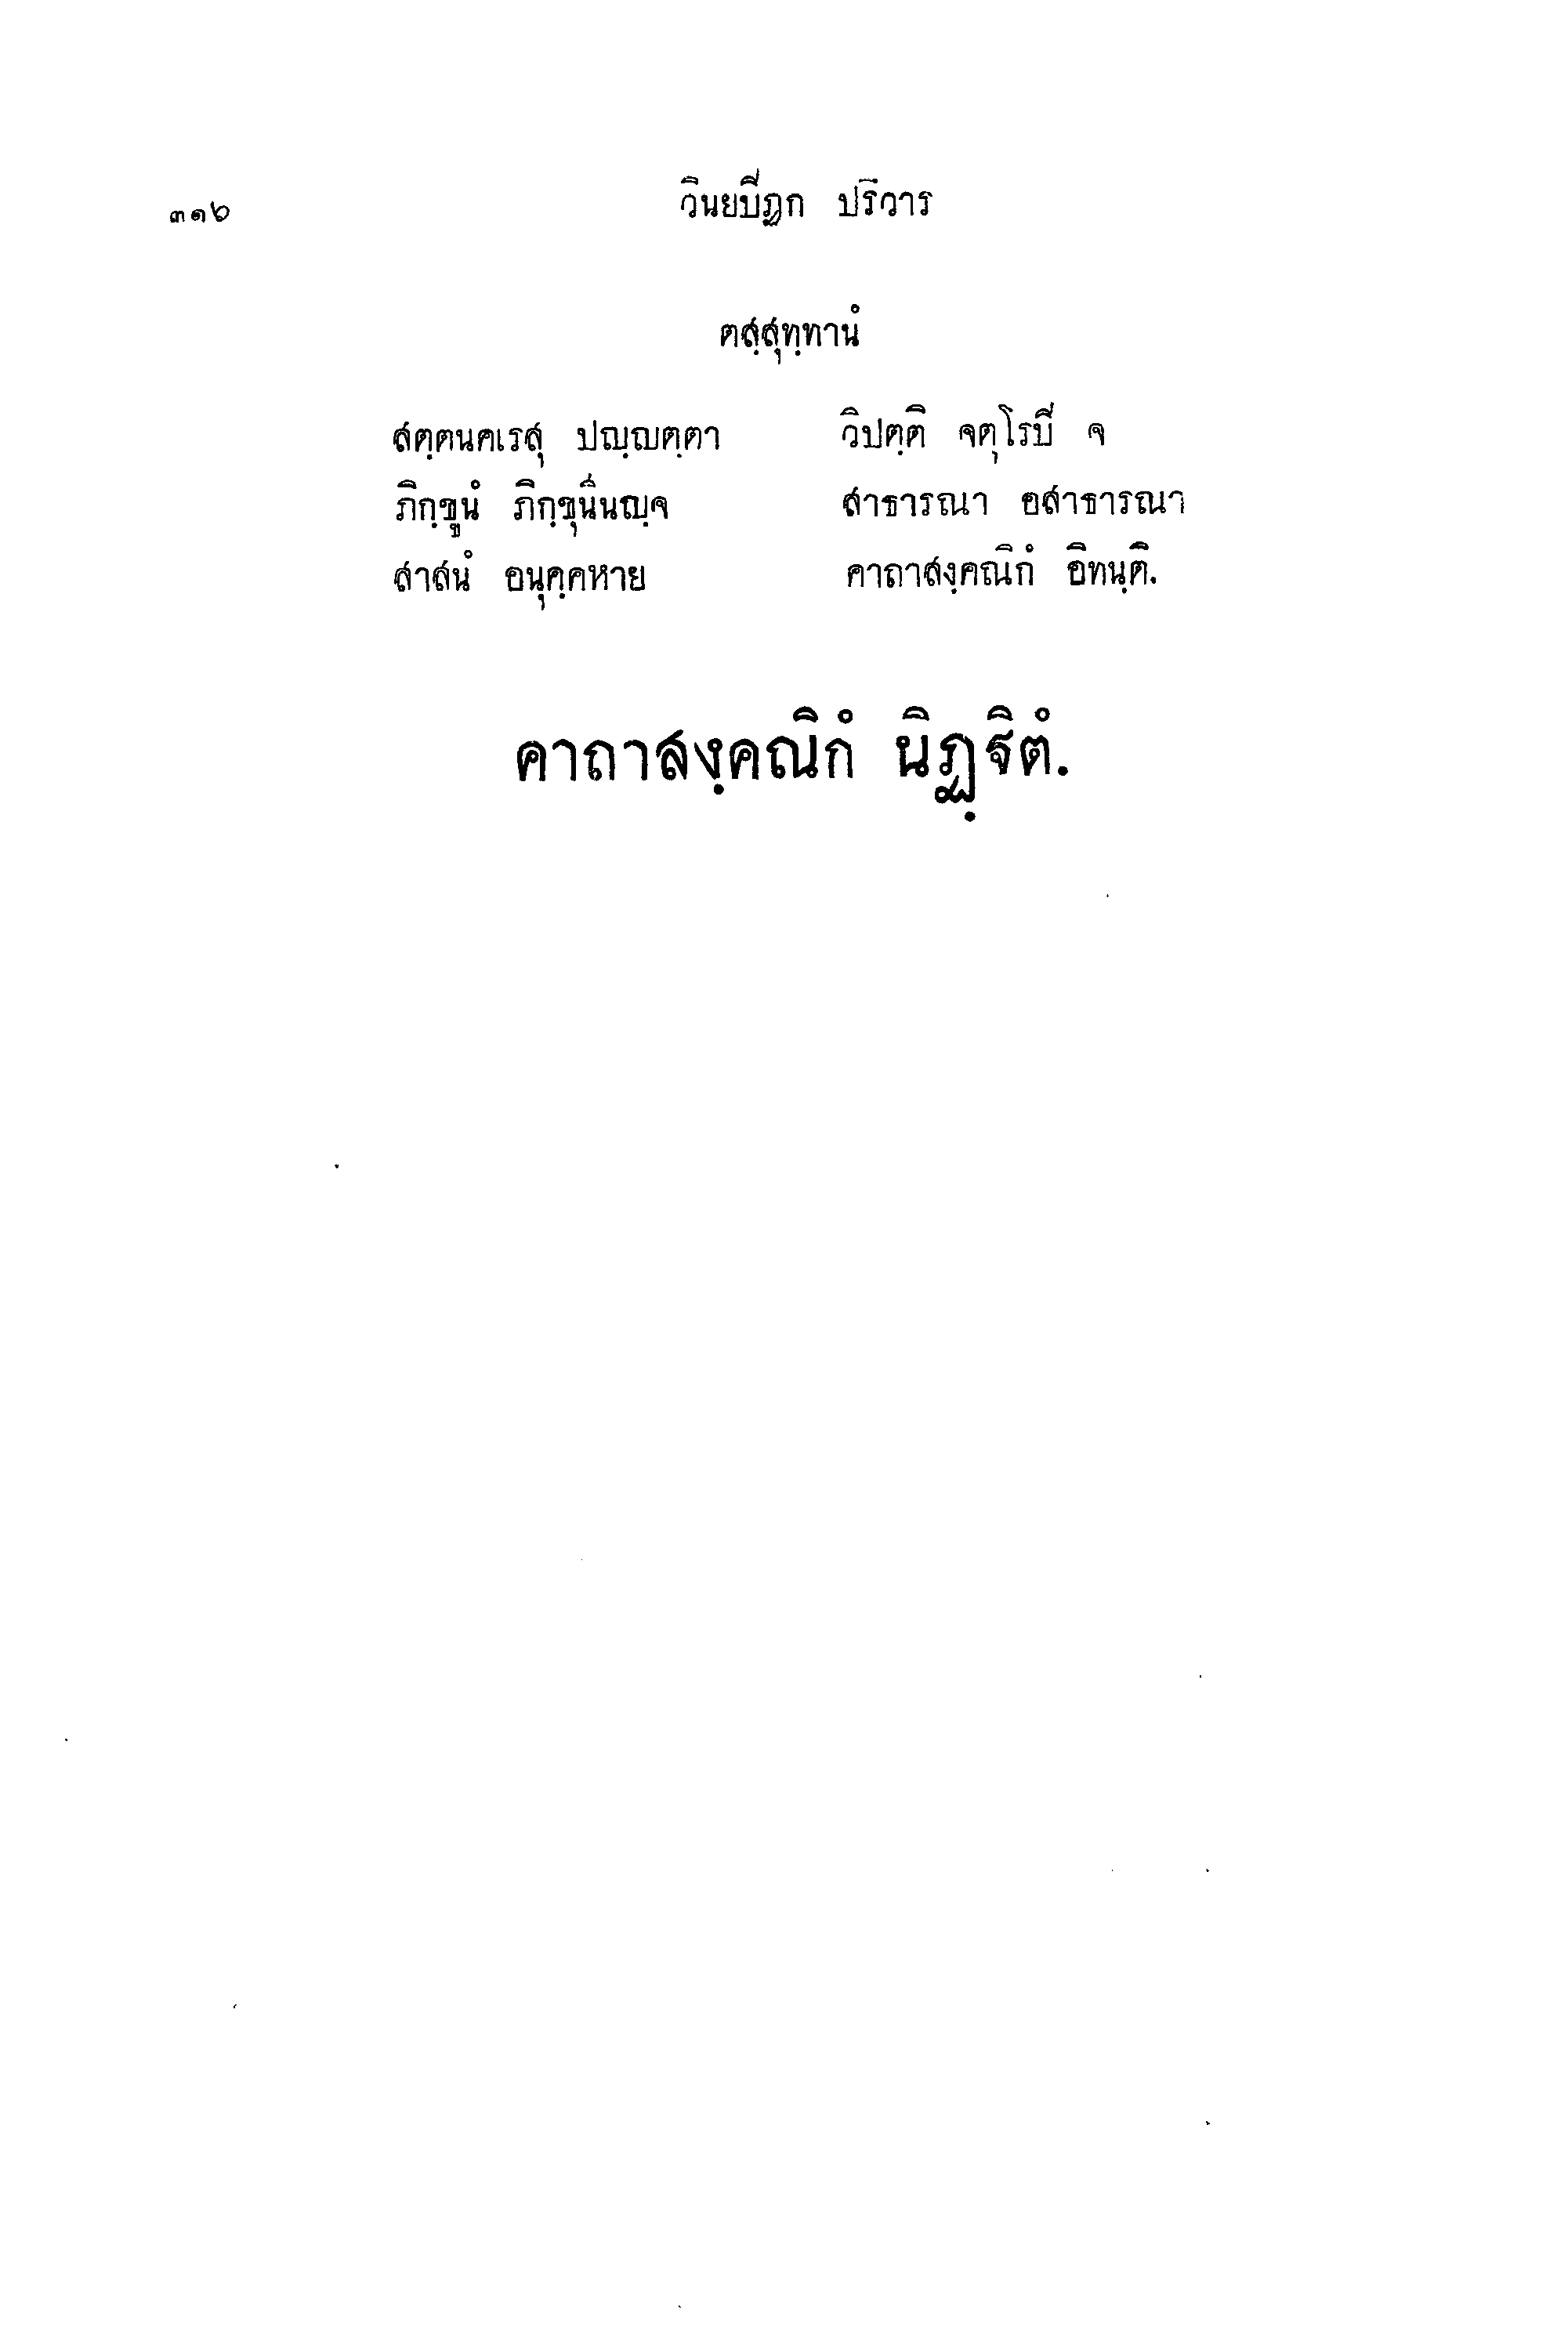 ๓๑๖ วินยปิฏก ปริวาร
ตสฺสุทฺทานํ
สตฺตนคเรสุ ปญฺญตฺตา วิปตฺติ จตุโรปิ จ
ภิกฺขูนํ ภิกฺขุนีนญฺจ สาธารณา อสาธารณา
สาสนํ อนุคฺคหาย คาถาสงฺคณิกํ อิทนฺติ.
คาถาสงฺคณิกํ นิฏฺฐิตํ.